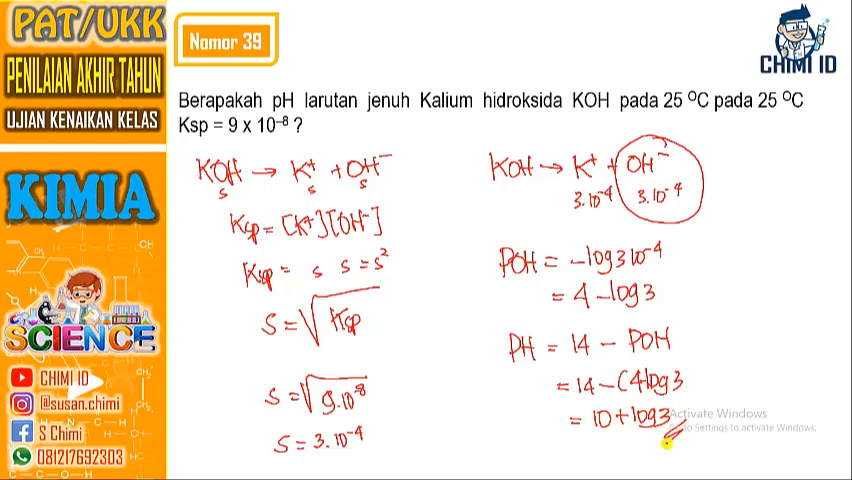 PAT/UKK
PENILAIAN AKHIR TAHUN
UJIAN KENAIKAN KELAS
KIMIA
SCIENCE
CHIMI ID
@susan.chimi
S Chimi
081217692303
Nomor 39
CHIMI ID
Berapakah pH larutan jenuh Kalium hidroksida KOH pada 25 ⁰C pada 25 ⁰C
Ksp = 9 x 10⁻⁸ ?
KOH → K⁺ + OH⁻
s s s
Ksp = [K⁺][OH⁻]
Ksp = s s = s²
S = √Ksp
S = √9.10⁻⁸
S = 3.10⁻⁴
KOH → K⁺ + OH⁻
3.10⁻⁴ 3.10⁻⁴
POH = -log 3 10⁻⁴
= 4 - log 3
PH = 14 - POH
= 14 - (4-log 3
= 10 + log 3
Activate Windows
to Settings to activate Windows.